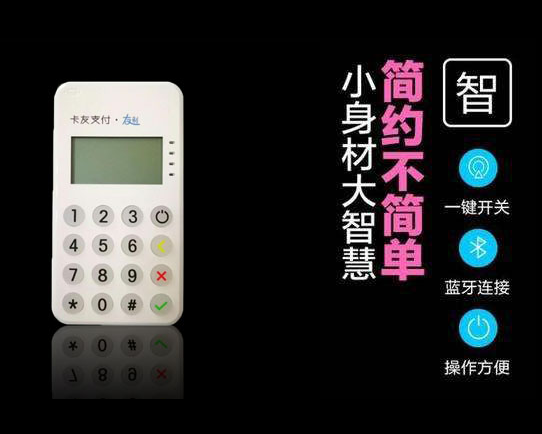 卡友支付·
1 2 3
4 5 6
7 8 9
* 0 #
智
简约不简单
小身材大智慧
一键开关
蓝牙连接
操作方便